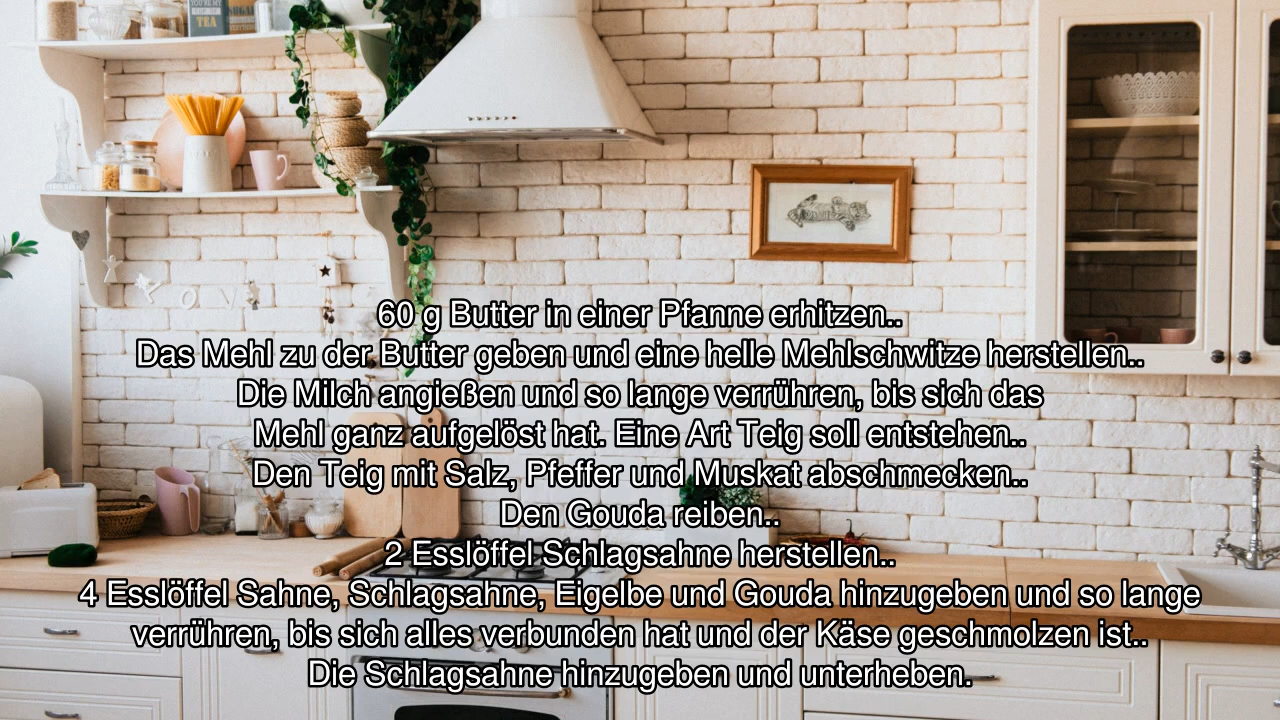 TEA
60 g Butter in einer Pfanne erhitzen..
Das Mehl zu der Butter geben und eine helle Mehlschwitze herstellen..
Die Milch angießen und so lange verrühren, bis sich das
Mehl ganz aufgelöst hat. Eine Art Teig soll entstehen..
Den Teig mit Salz, Pfeffer und Muskat abschmecken..
Den Gouda reiben..
2 Esslöffel Schlagsahne herstellen..
4 Esslöffel Sahne, Schlagsahne, Eigelbe und Gouda hinzugeben und so lange
verrühren, bis sich alles verbunden hat und der Käse geschmolzen ist..
Die Schlagsahne hinzugeben und unterheben.